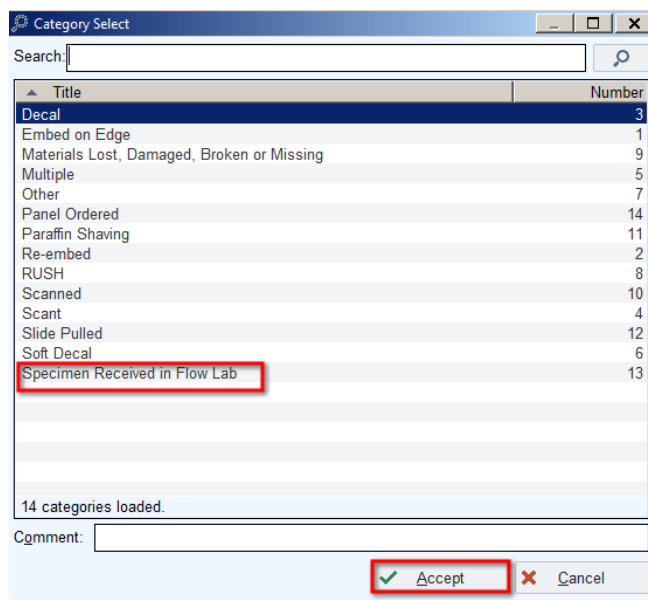 Category Select
Search:
Title Number
Decal 3
Embed on Edge 1
Materials Lost, Damaged, Broken or Missing 9
Multiple 5
Other 7
Panel Ordered 14
Paraffin Shaving 11
Re-embed 2
RUSH 8
Scanned 10
Scant 4
Slide Pulled 12
Soft Decal 6
Specimen Received in Flow Lab 13
14 categories loaded.
Comment:
Accept Cancel